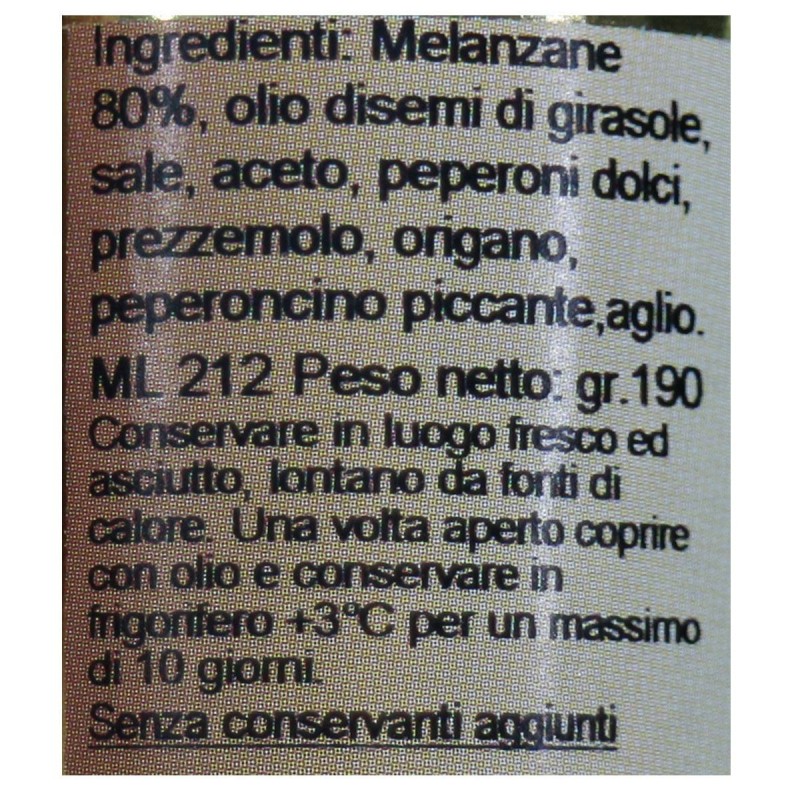 Ingredienti: Melanzane
80%, olio disemi di girasole,
sale, aceto, peperoni dolci,
prezzemolo, origano,
peperoncino piccante,aglio.
ML 212 Peso netto: gr.190
Conservare in luogo fresco ed
asciutto, lontano da fonti di
calore. Una volta aperto coprire
con olio e conservare in
frigorifero +3°C per un massimo
di 10 giorni.
Senza conservanti aggiunti